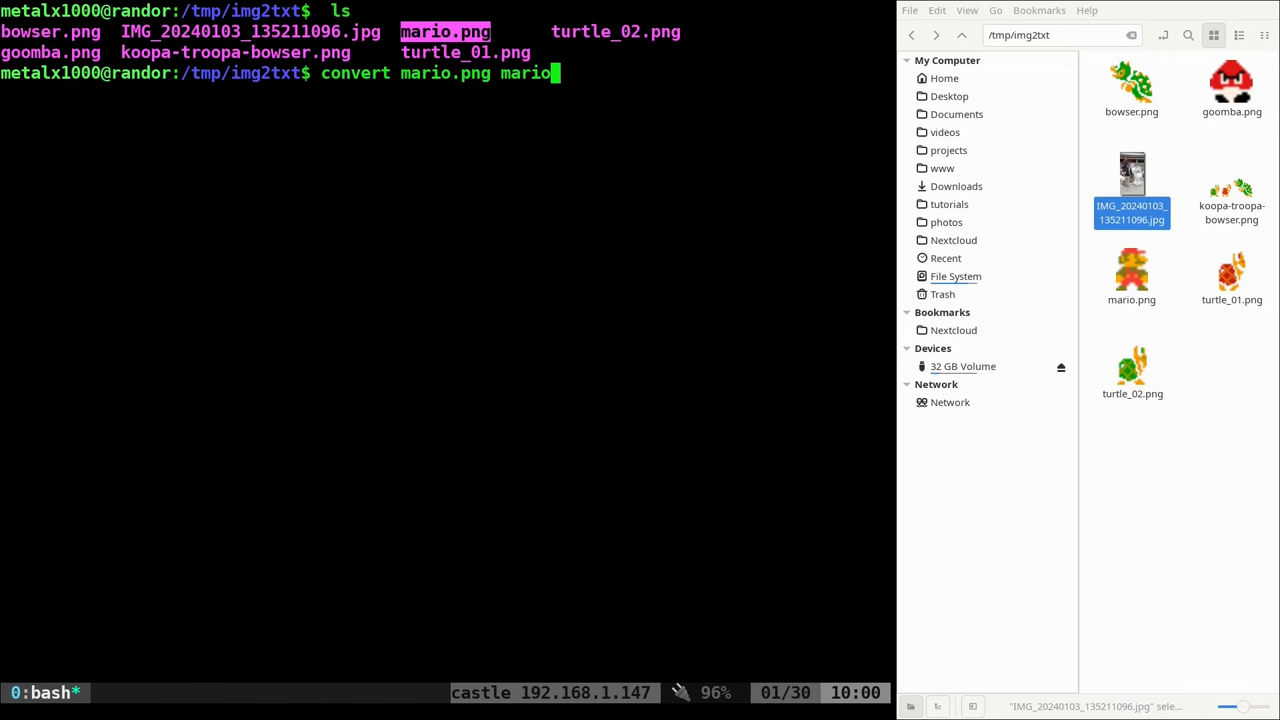 metalx1000@randor:/tmp/img2txt$  ls
bowser.png  IMG_20240103_135211096.jpg  mario.png      turtle_02.png
goomba.png  koopa-troopa-bowser.png     turtle_01.png
metalx1000@randor:/tmp/img2txt$ convert mario.png mario
0:bash*
castle 192.168.1.147  96%  01/30  10:00
File  Edit  View  Go  Bookmarks  Help
/tmp/img2txt
My Computer
Home
Desktop
Documents
videos
projects
www
Downloads
tutorials
photos
Nextcloud
Recent
File System
Trash
Bookmarks
Nextcloud
Devices
32 GB Volume
Network
Network
bowser.png
goomba.png
IMG_20240103_
135211096.jpg
koopa-troopa-
bowser.png
mario.png
turtle_01.png
turtle_02.png
"IMG_20240103_135211096.jpg" sele...